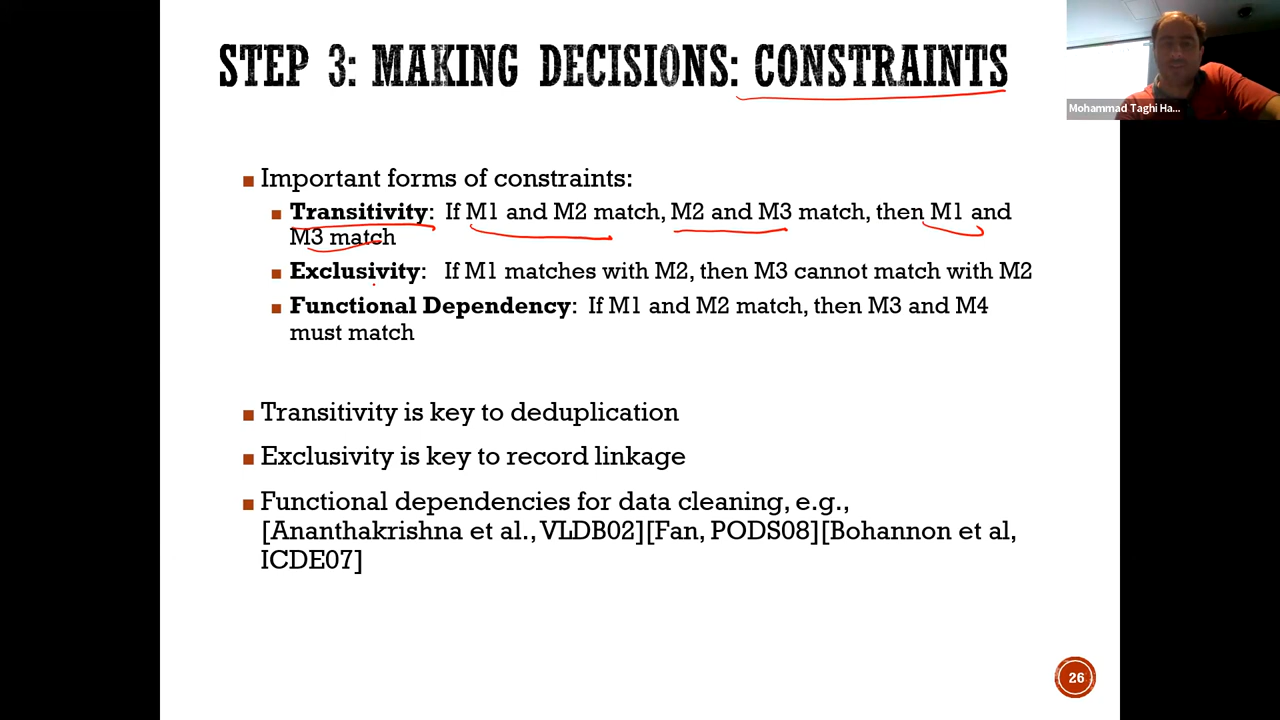 STEP 3: MAKING DECISIONS: CONSTRAINTS
Mohammad Taghi Ha...
Important forms of constraints:
Transitivity: If M1 and M2 match, M2 and M3 match, then M1 and
M3 match
Exclusivity: If M1 matches with M2, then M3 cannot match with M2
Functional Dependency: If M1 and M2 match, then M3 and M4
must match
Transitivity is key to deduplication
Exclusivity is key to record linkage
Functional dependencies for data cleaning, e.g.,
[Ananthakrishna et al., VLDB02][Fan, PODS08][Bohannon et al,
ICDE07]
26